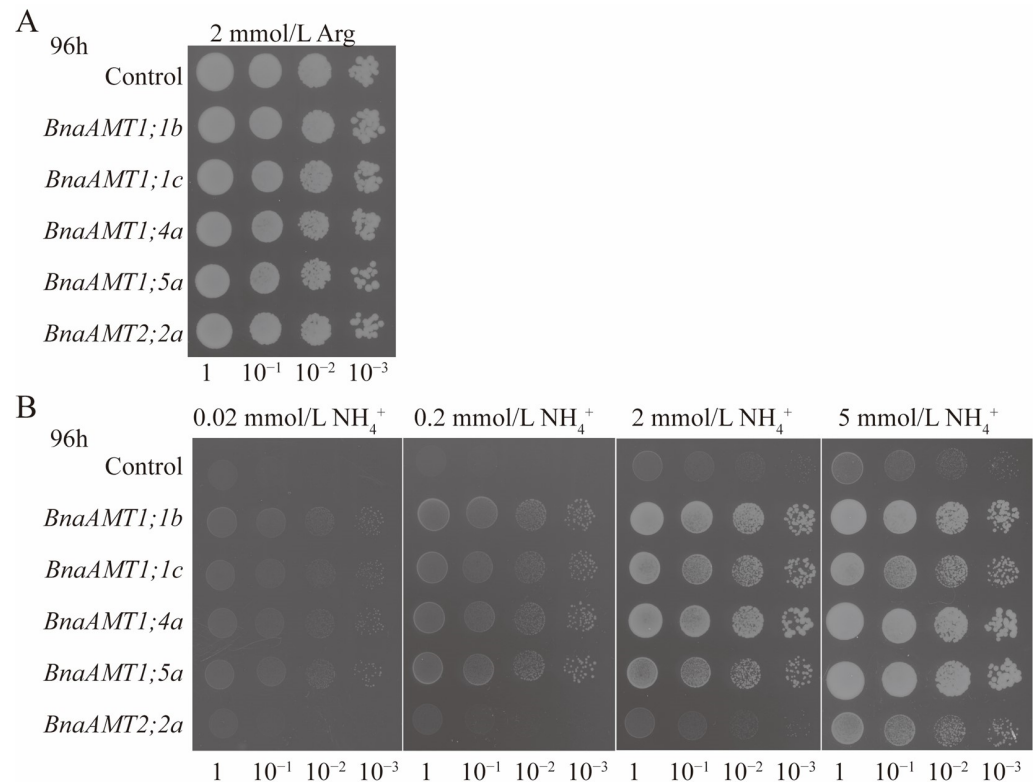 A
2 mmol/L Arg
96h
Control
BnaAMT1;1b
BnaAMT1;1c
BnaAMT1;4a
BnaAMT1;5a
BnaAMT2;2a
1 10⁻¹ 10⁻² 10⁻³
B
0.02 mmol/L NH₄⁺ 0.2 mmol/L NH₄⁺ 2 mmol/L NH₄⁺ 5 mmol/L NH₄⁺
96h
Control
BnaAMT1;1b
BnaAMT1;1c
BnaAMT1;4a
BnaAMT1;5a
BnaAMT2;2a
1 10⁻¹ 10⁻² 10⁻³ 1 10⁻¹ 10⁻² 10⁻³ 1 10⁻¹ 10⁻² 10⁻³ 1 10⁻¹ 10⁻² 10⁻³